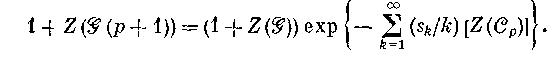 1 + Z(𝒢(p + 1)) = (1 + Z(𝒢)) exp { − ∑_{k=1}^{∞} (s_k/k) [Z(𝒞_p)] }.